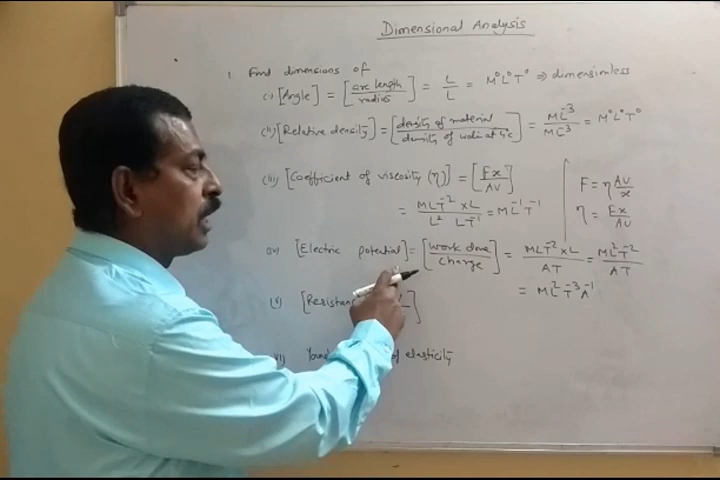 Dimensional Analysis
1. Find dimensions of
(i) [Angle] = [arc length / radius] = L/L = M⁰L⁰T⁰ ⇒ dimensionless
(ii) [Relative density] = [density of material / density of water at 4°c] = ML⁻³/ML⁻³ = M⁰L⁰T⁰
(iii) [Coefficient of viscosity (η)] = [Fx/AV]
= MLT⁻² × L / L² LT⁻¹ = ML⁻¹T⁻¹
F = η AV/x
η = Fx/AV
(iv) [Electric potential] = [work done / charge] = MLT⁻² × L / AT = ML²T⁻² / AT
= ML²T⁻³A⁻¹
(v) [
of elasticity